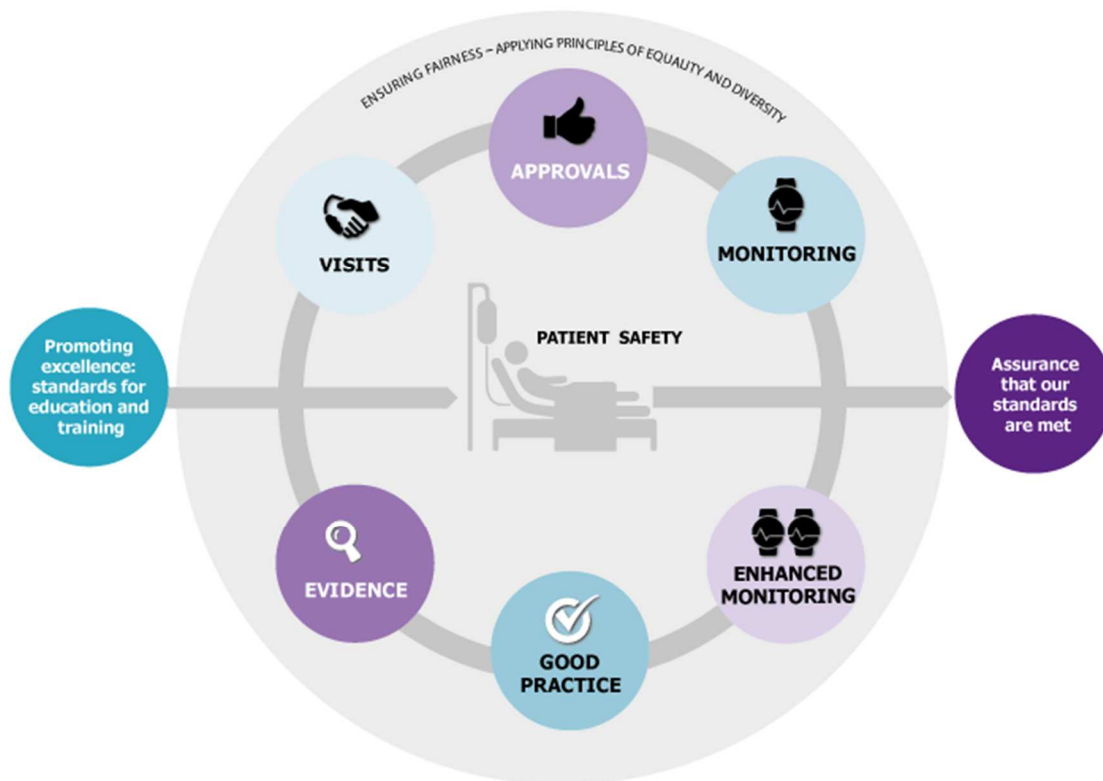 ENSURING FAIRNESS – APPLYING PRINCIPLES OF EQUALITY AND DIVERSITY
APPROVALS
VISITS
MONITORING
PATIENT SAFETY
Promoting
excellence:
standards for
education and
training
Assurance
that our
standards
are met
EVIDENCE
ENHANCED
MONITORING
GOOD
PRACTICE